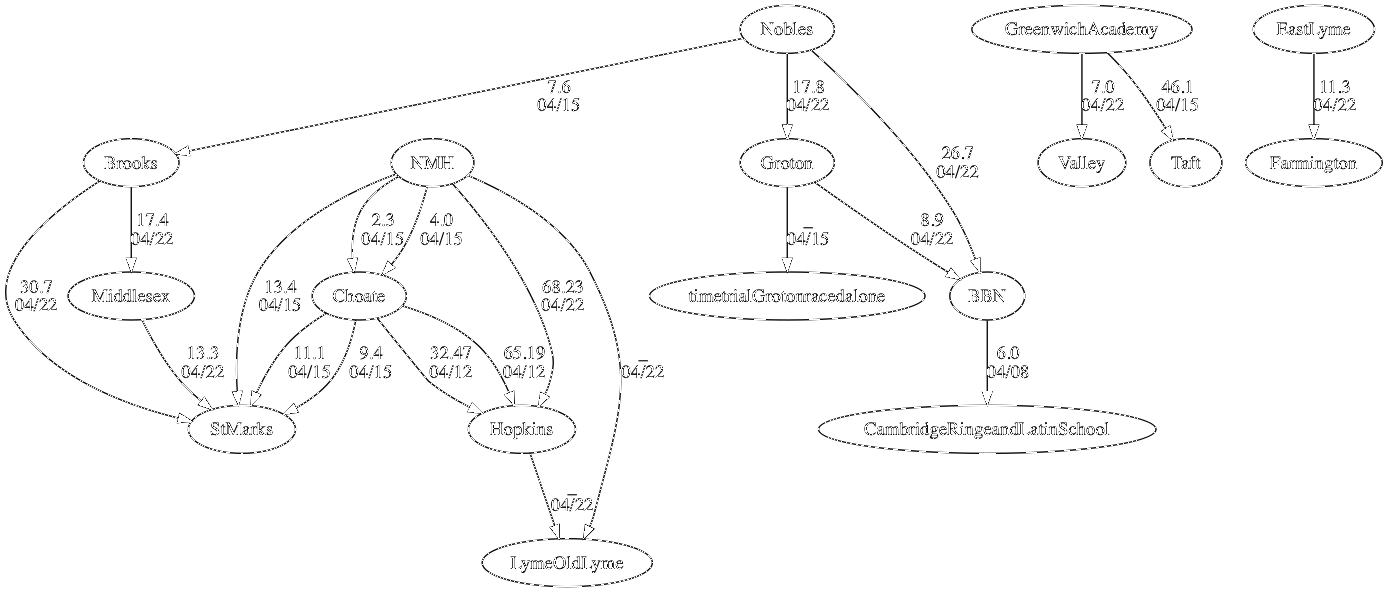 Nobles
GreenwichAcademy
EastLyme
7.6
04/15
17.8
04/22
7.0
04/22
46.1
04/15
11.3
04/22
Brooks
NMH
Groton
26.7
04/22
Valley
Taft
Farmington
17.4
04/22
2.3
04/15
4.0
04/15
04/15
8.9
04/22
30.7
04/22
Middlesex
13.4
04/15
Choate
68.23
04/22
timetrialGrotonracedalone
BBN
13.3
04/22
11.1
04/15
9.4
04/15
32.47
04/12
65.19
04/12
04/22
6.0
04/08
StMarks
Hopkins
CambridgeRingeandLatinSchool
04/22
LymeOldLyme